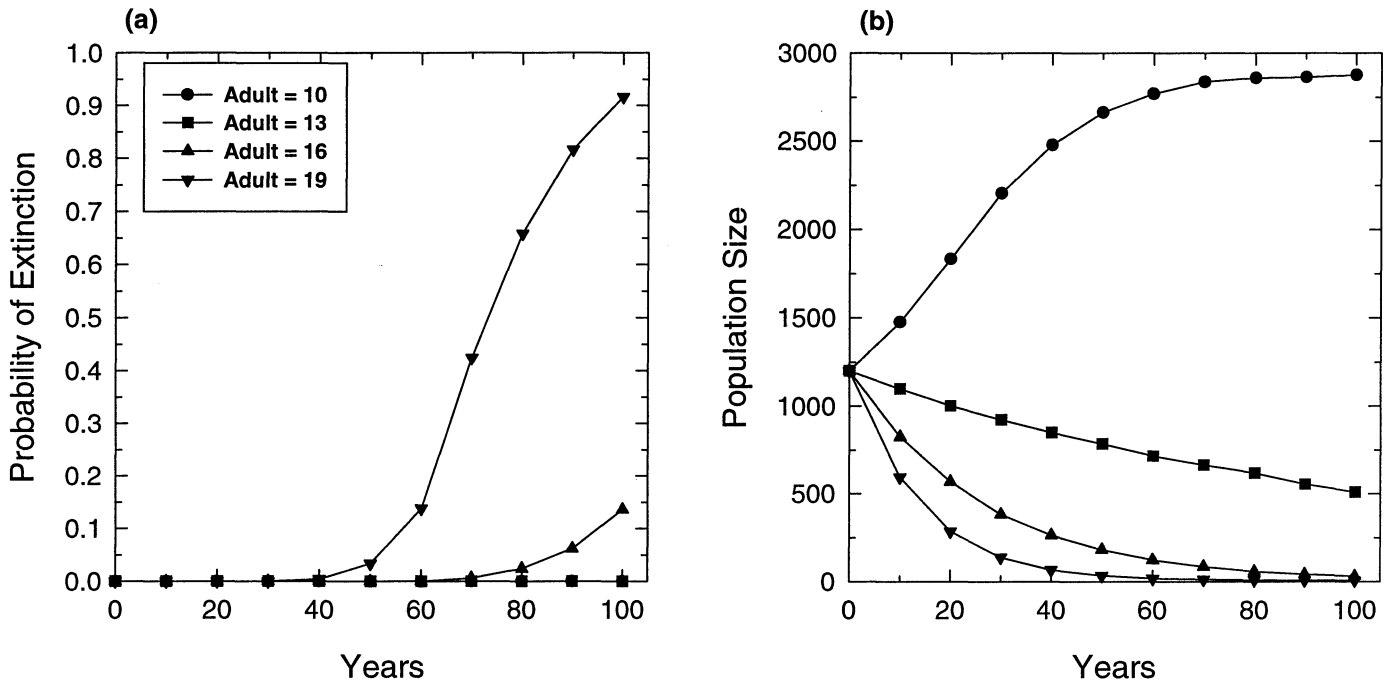 (a)
Probability of Extinction
1.0
0.9
0.8
0.7
0.6
0.5
0.4
0.3
0.2
0.1
0.0
Adult = 10
Adult = 13
Adult = 16
Adult = 19
0 20 40 60 80 100
Years
(b)
Population Size
3000
2500
2000
1500
1000
500
0
0 20 40 60 80 100
Years